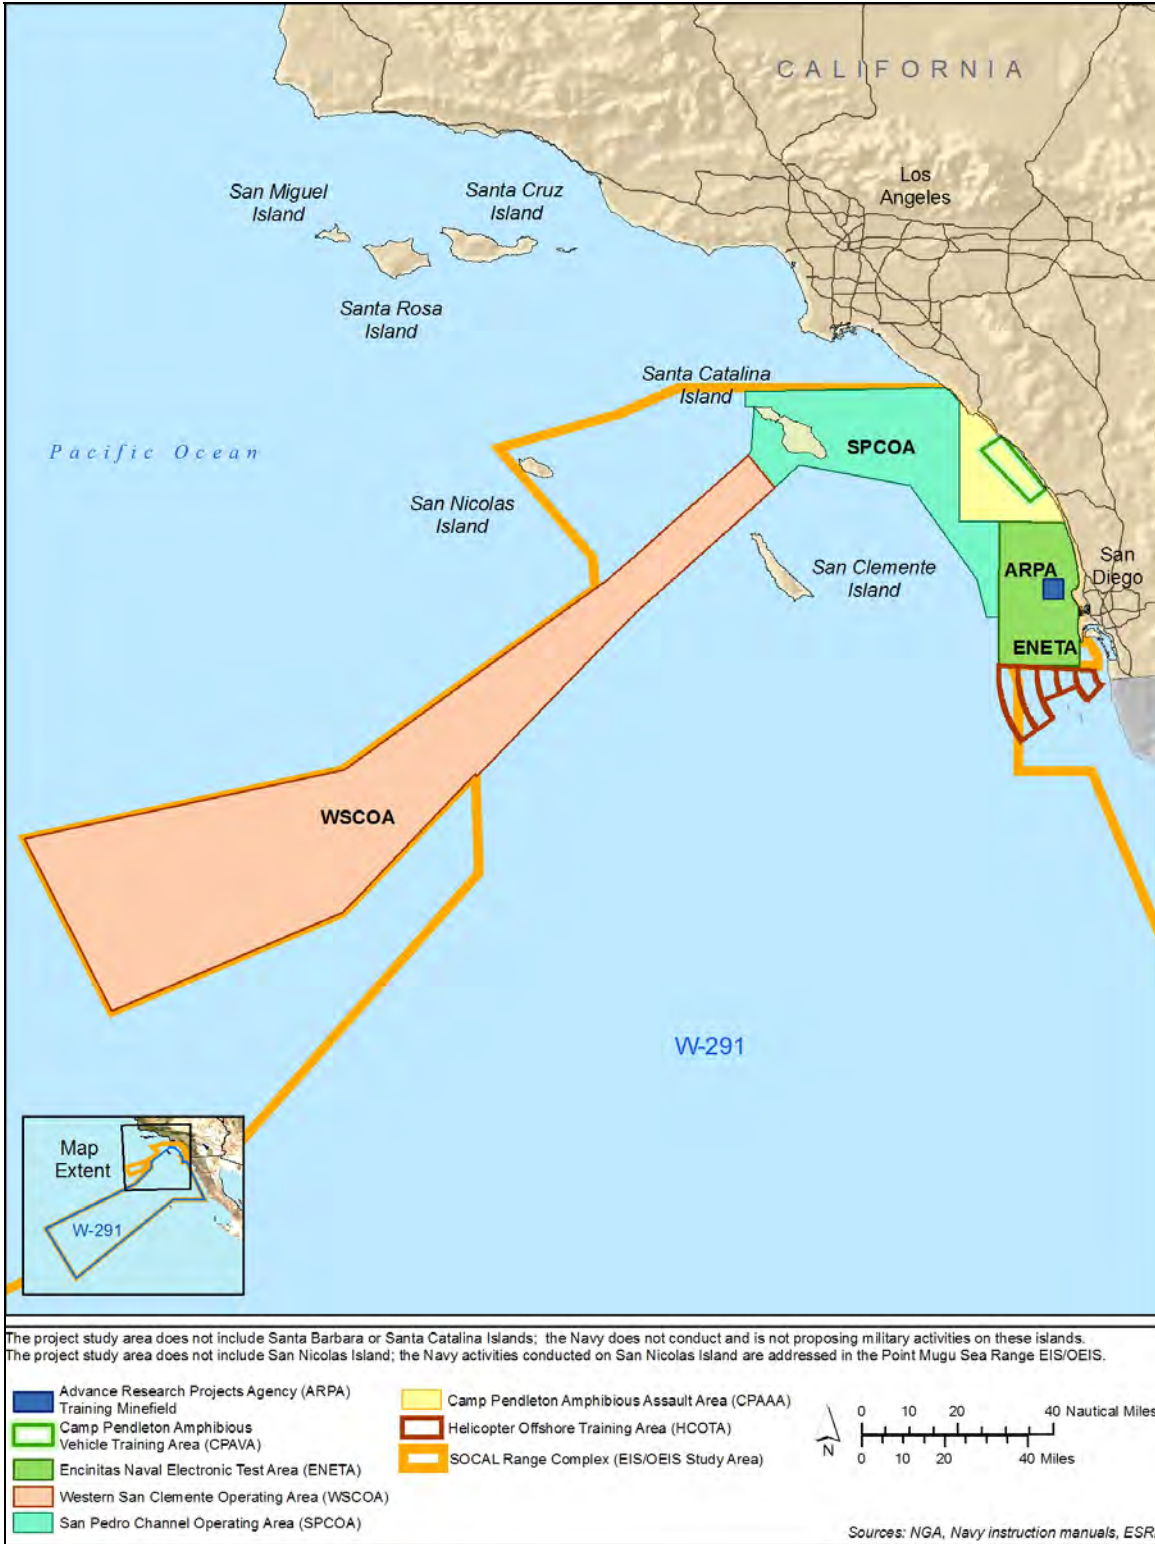 CALIFORNIA
Los
Angeles
San Miguel
Island
Santa Cruz
Island
Santa Rosa
Island
Santa Catalina
Island
Pacific Ocean
SPCOA
San Nicolas
Island
San Clemente
Island
ARPA
San
Diego
ENETA
WSCOA
W-291
Map
Extent
W-291
The project study area does not include Santa Barbara or Santa Catalina Islands; the Navy does not conduct and is not proposing military activities on these islands.
The project study area does not include San Nicolas Island; the Navy activities conducted on San Nicolas Island are addressed in the Point Mugu Sea Range EIS/OEIS.
Advance Research Projects Agency (ARPA)
Training Minefield
Camp Pendleton Amphibious
Vehicle Training Area (CPAVA)
Encinitas Naval Electronic Test Area (ENETA)
Western San Clemente Operating Area (WSCOA)
San Pedro Channel Operating Area (SPCOA)
Camp Pendleton Amphibious Assault Area (CPAAA)
Helicopter Offshore Training Area (HCOTA)
SOCAL Range Complex (EIS/OEIS Study Area)
N
0 10 20 40 Nautical Miles
0 10 20 40 Miles
Sources: NGA, Navy instruction manuals, ESR